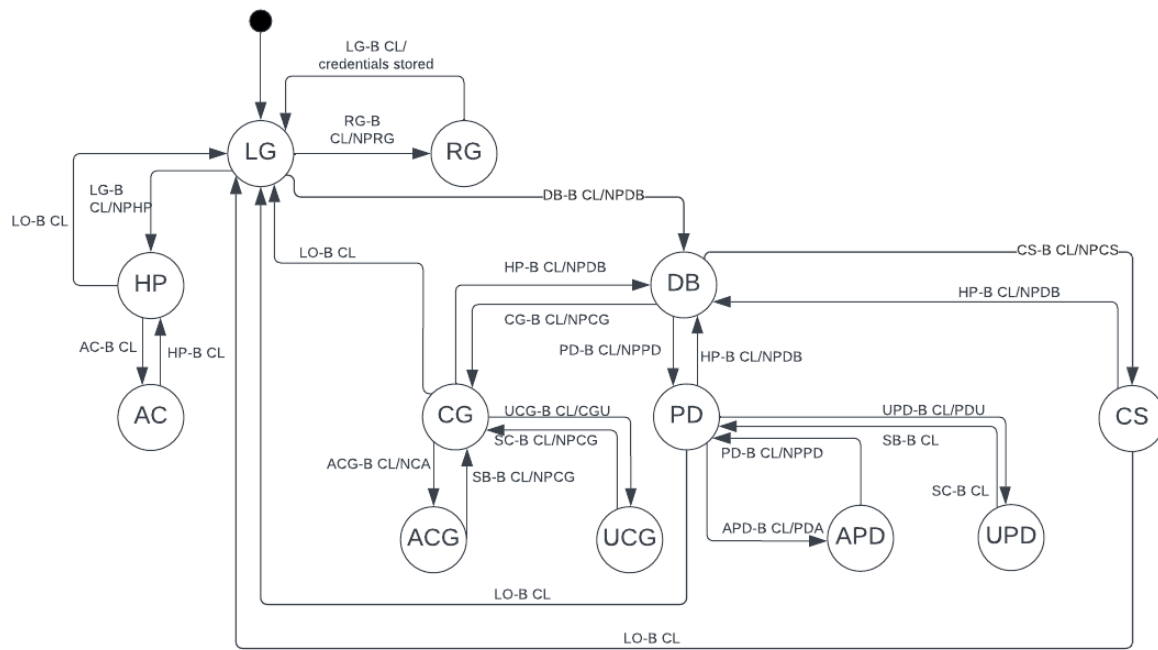 LG-B CL/
credentials stored
RG-B
CL/NPRG
LG
RG
LG-B
CL/NPHP
DB-B CL/NPDB
LO-B CL
LO-B CL
CS-B CL/NPCS
HP
HP-B CL/NPDB
DB
HP-B CL/NPDB
CG-B CL/NPCG
AC-B CL
HP-B CL
PD-B CL/NPPD
HP-B CL/NPDB
AC
CG
UCG-B CL/CGU
PD
UPD-B CL/PDU
CS
SC-B CL/NPCG
SB-B CL
PD-B CL/NPPD
ACG-B CL/NCA
SB-B CL/NPCG
SC-B CL
APD-B CL/PDA
ACG
UCG
APD
UPD
LO-B CL
LO-B CL